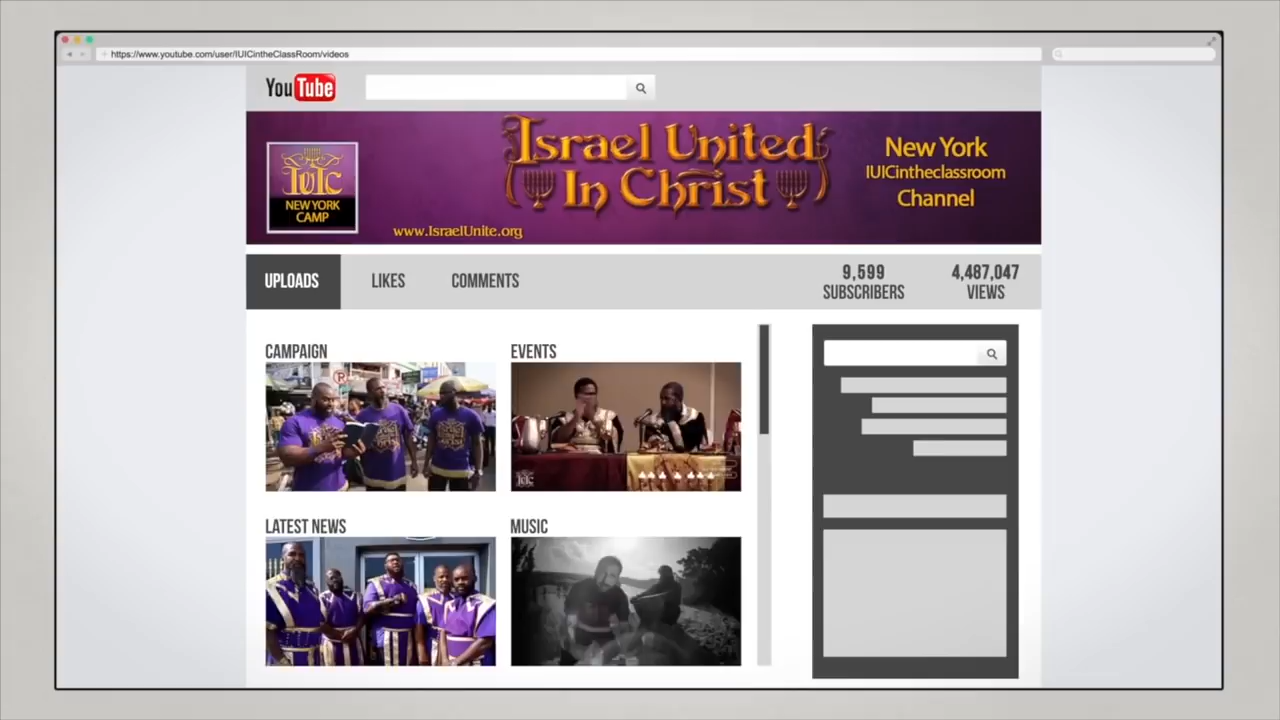 https://www.youtube.com/user/IUICintheClassRoom/videos
YouTube
Israel United
In Christ
IUIC
NEW YORK
CAMP
www.IsraelUnite.org
New York
IUICintheclassroom
Channel
UPLOADS
LIKES
COMMENTS
9,599
SUBSCRIBERS
4,487,047
VIEWS
CAMPAIGN
EVENTS
P
IUIC
LATEST NEWS
MUSIC